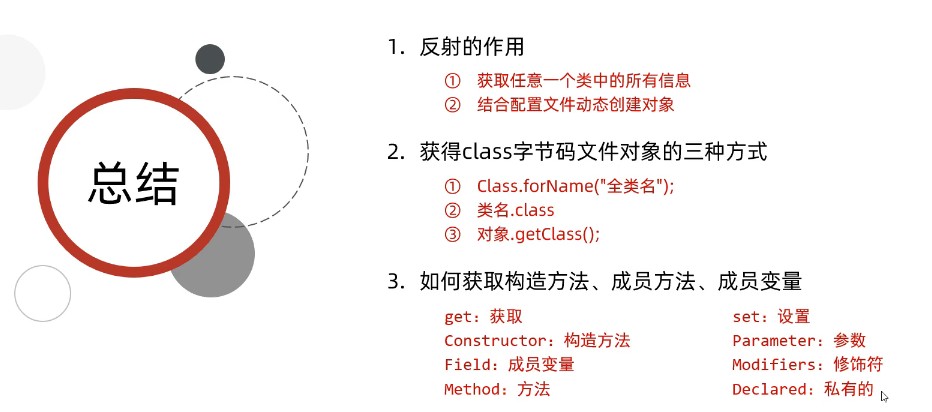 总结
1. 反射的作用
① 获取任意一个类中的所有信息
② 结合配置文件动态创建对象
2. 获得class字节码文件对象的三种方式
① Class.forName("全类名");
② 类名.class
③ 对象.getClass();
3. 如何获取构造方法、成员方法、成员变量
get：获取 set：设置
Constructor：构造方法 Parameter：参数
Field：成员变量 Modifiers：修饰符
Method：方法 Declared：私有的